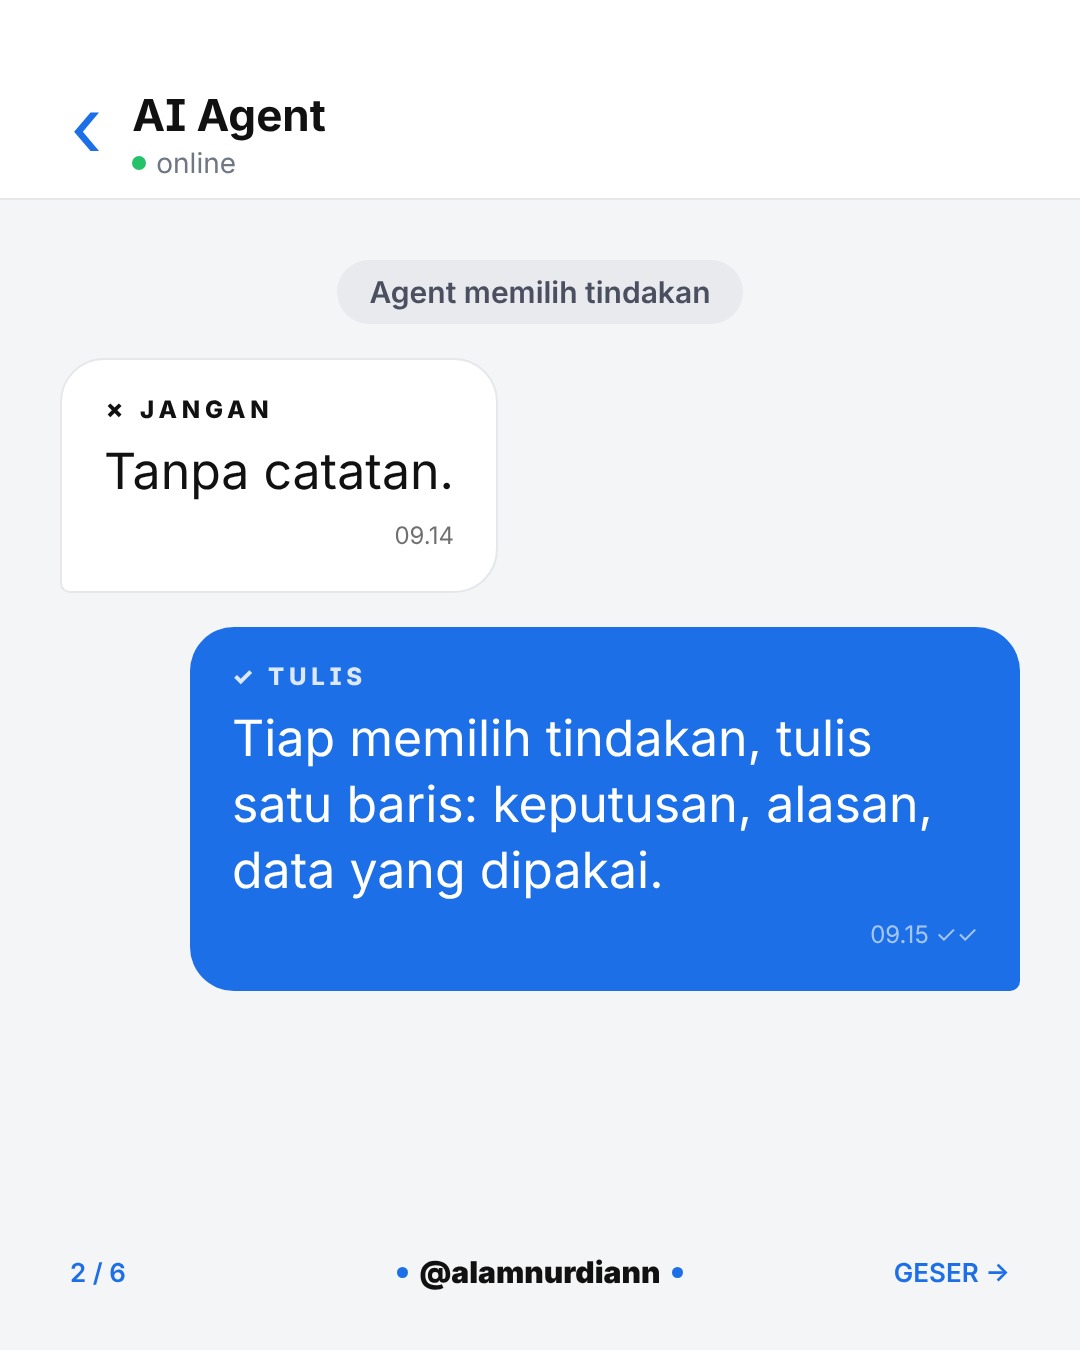 AI Agent
online
Agent memilih tindakan
× JANGAN
Tanpa catatan.
09.14
✓ TULIS
Tiap memilih tindakan, tulis
satu baris: keputusan, alasan,
data yang dipakai.
09.15 ✓✓
2 / 6
• @alamnurdiann •
GESER →